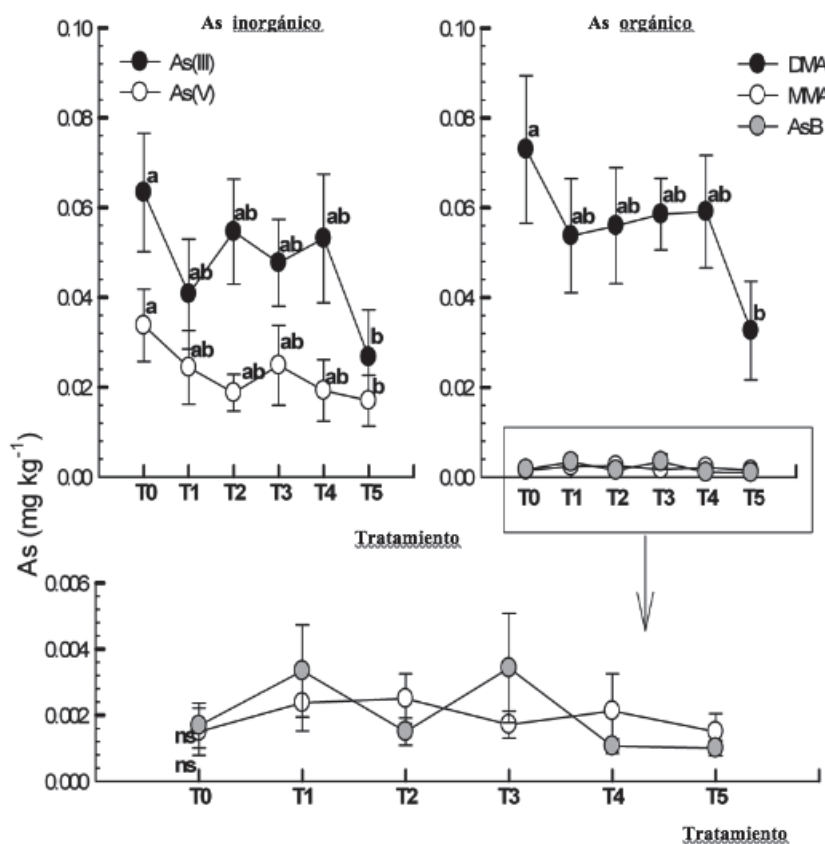 As inorgánico
As orgánico
0.10
0.08
0.06
0.04
0.02
0.00
As(III)
As(V)
a
ab
ab
ab
ab
b
a
ab
ab
ab
ab
b
T0 T1 T2 T3 T4 T5
0.10
0.08
0.06
0.04
0.02
0.00
DMA
MMA
AsB
a
ab
ab
ab
ab
b
T0 T1 T2 T3 T4 T5
Tratamiento
As (mg kg⁻¹)
0.006
0.004
0.002
0.000
ns
ns
T0 T1 T2 T3 T4 T5
Tratamiento